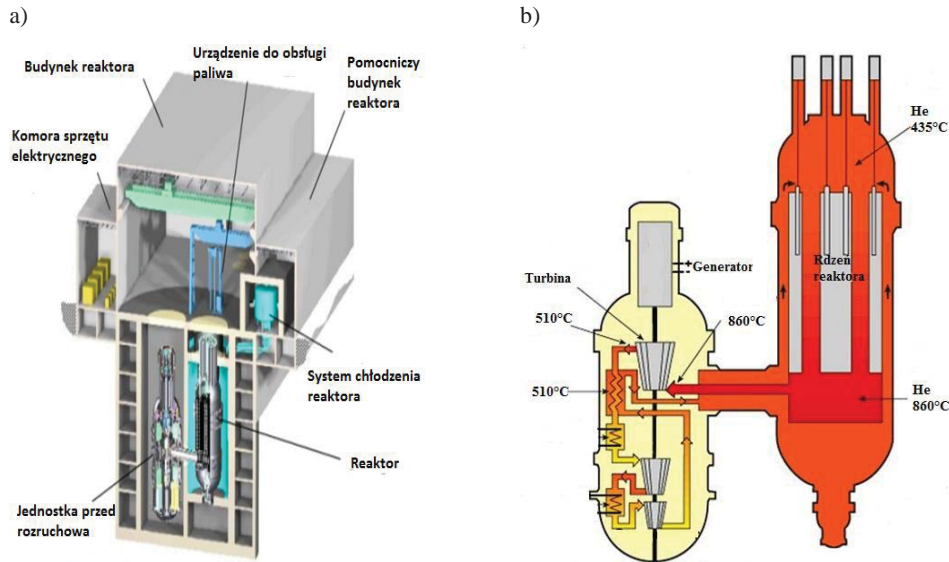 a)
Budynek reaktora
Urządzenie do obsługi
paliwa
Pomocniczy
budynek
reaktora
Komora sprzętu
elektrycznego
System chłodzenia
reaktora
Reaktor
Jednostka przed
rozruchowa
b)
He
435°C
Rdzeń
reaktora
Generator
Turbina
510°C
860°C
510°C
He
860°C